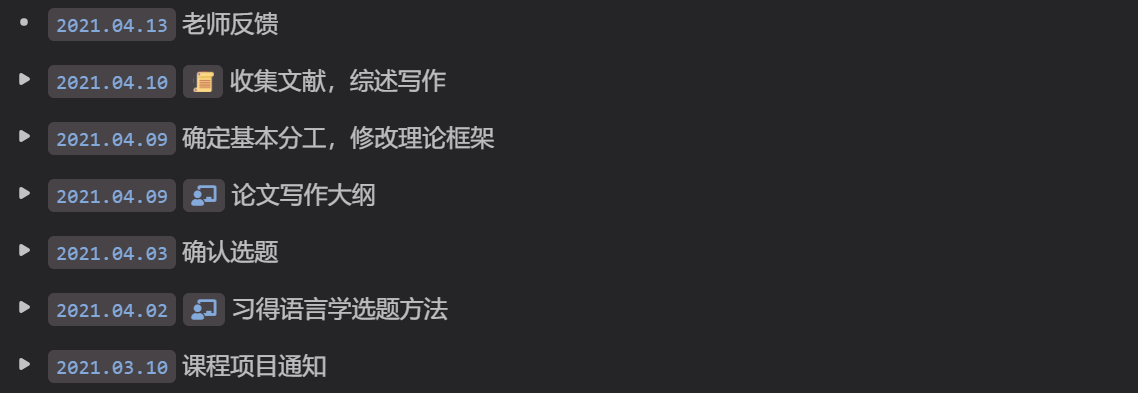 2021.04.13 老师反馈
2021.04.10 📜 收集文献，综述写作
2021.04.09 确定基本分工，修改理论框架
2021.04.09 论文写作大纲
2021.04.03 确认选题
2021.04.02 习得语言学选题方法
2021.03.10 课程项目通知